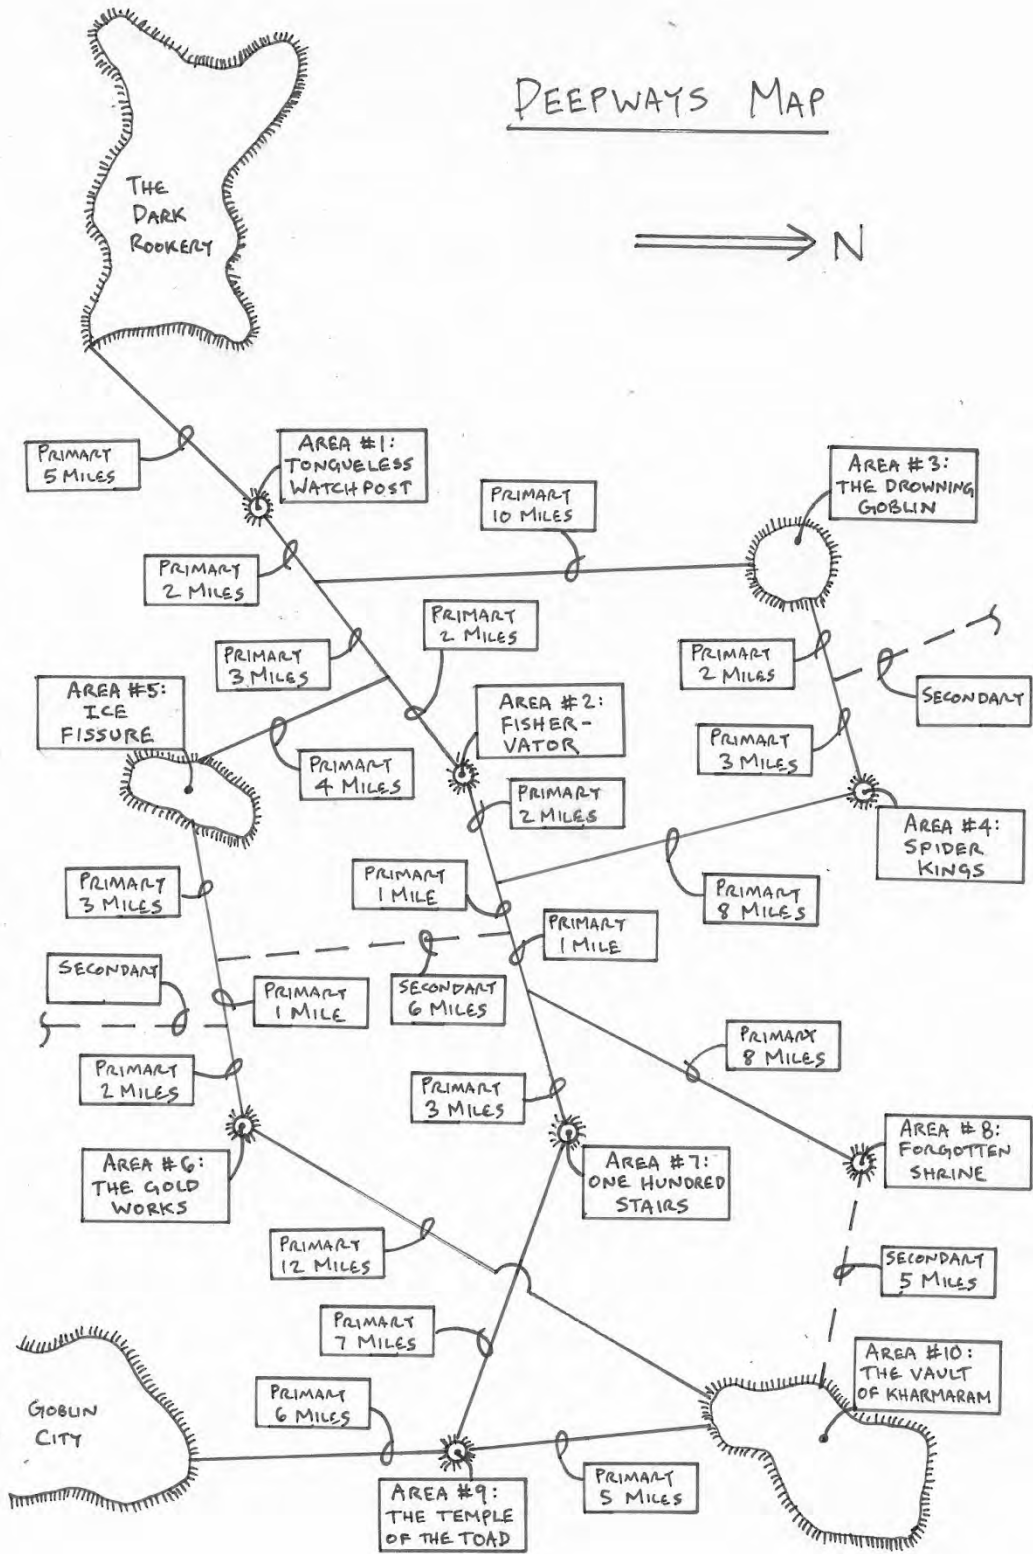 DEEPWAYS MAP
N
THE
DARK
ROOKERY
PRIMARY
5 MILES
AREA #1:
TONGUELESS
WATCHPOST
AREA #3:
THE DROWNING
GOBLIN
PRIMARY
10 MILES
PRIMARY
2 MILES
PRIMARY
2 MILES
PRIMARY
3 MILES
PRIMARY
2 MILES
SECONDARY
AREA #5:
ICE
FISSURE
AREA #2:
FISHER-
VATOR
PRIMARY
4 MILES
PRIMARY
3 MILES
PRIMARY
2 MILES
AREA #4:
SPIDER
KINGS
PRIMARY
3 MILES
PRIMARY
1 MILE
PRIMARY
8 MILES
PRIMARY
1 MILE
SECONDARY
PRIMARY
1 MILE
SECONDARY
6 MILES
PRIMARY
8 MILES
PRIMARY
2 MILES
PRIMARY
3 MILES
AREA #6:
THE GOLD
WORKS
AREA #7:
ONE HUNDRED
STAIRS
AREA #8:
FORGOTTEN
SHRINE
PRIMARY
12 MILES
SECONDARY
5 MILES
PRIMARY
7 MILES
AREA #10:
THE VAULT
OF KHARMARAM
GOBLIN
CITY
PRIMARY
6 MILES
AREA #9:
THE TEMPLE
OF THE TOAD
PRIMARY
5 MILES